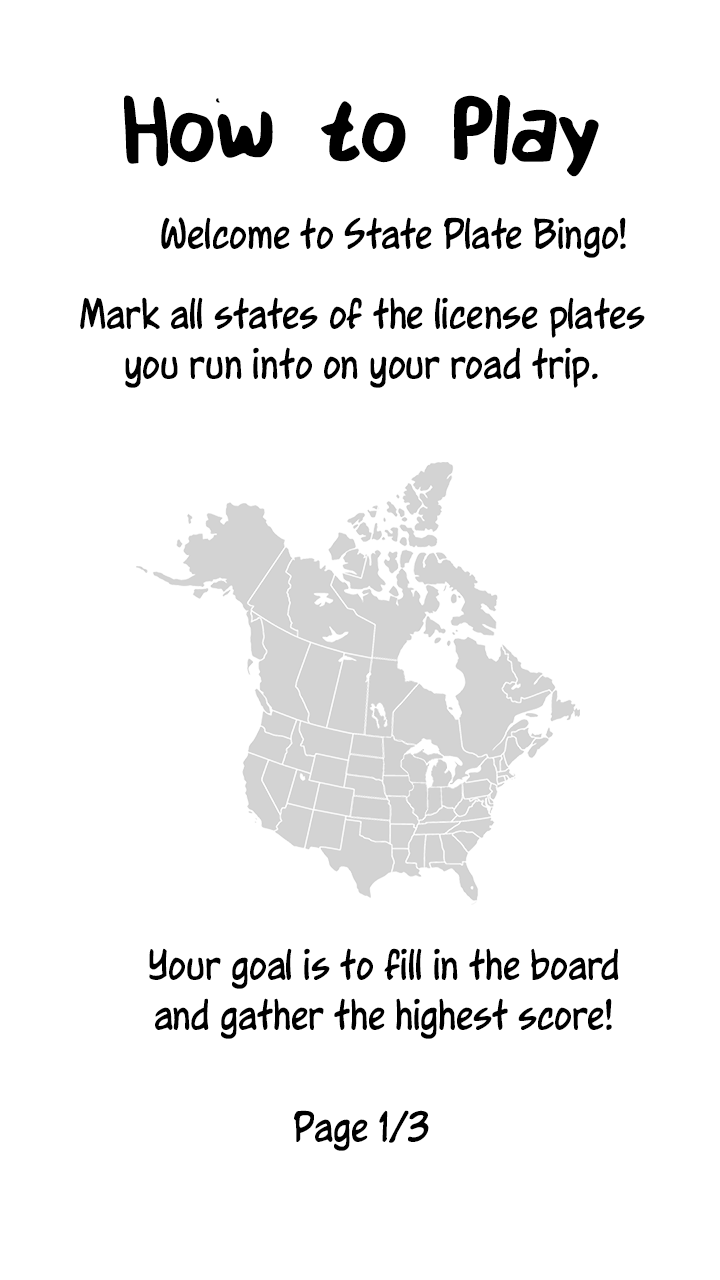 How to Play
Welcome to State Plate Bingo!
Mark all states of the license plates
you run into on your road trip.
Your goal is to fill in the board
and gather the highest score!
Page 1/3